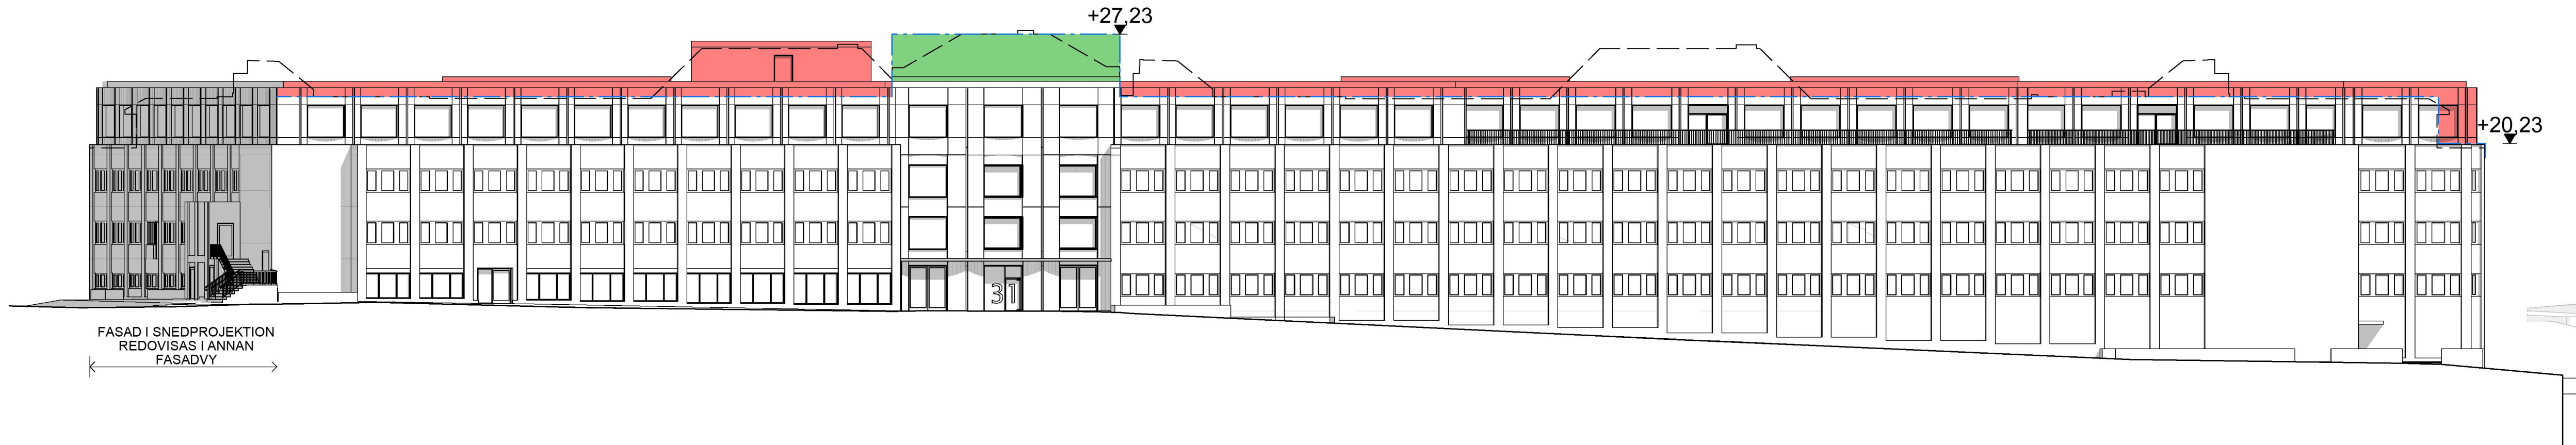 +27,23
+20,23
31
FASAD I SNEDPROJEKTION
REDOVISAS I ANNAN
FASADVY